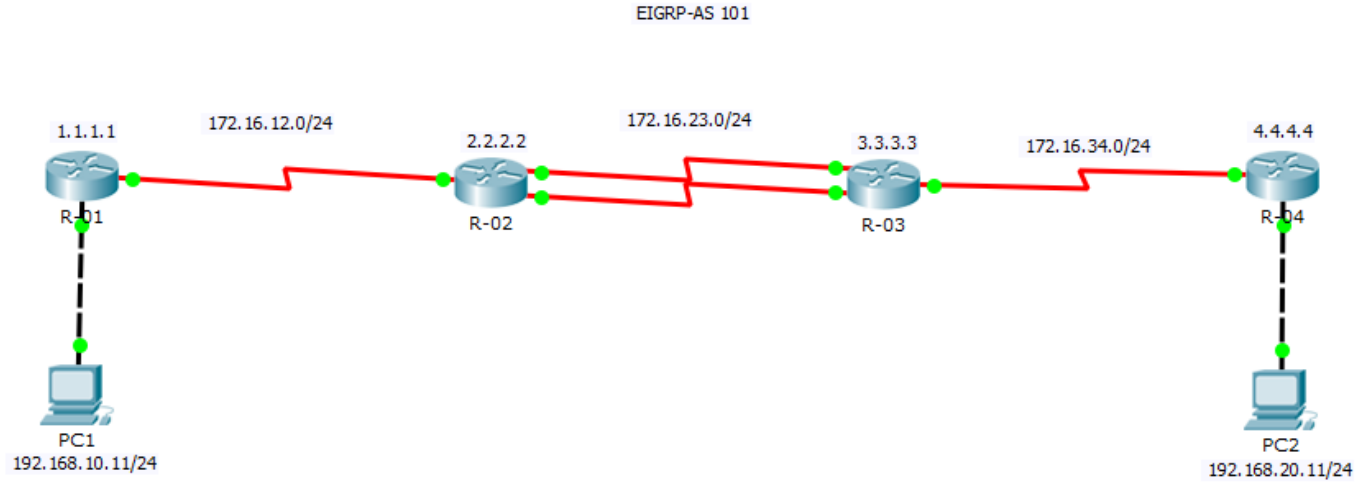 EIGRP-AS 101
172.16.12.0/24
172.16.23.0/24
1.1.1.1
2.2.2.2
3.3.3.3
172.16.34.0/24
4.4.4.4
R-01
R-02
R-03
R-04
PC1
192.168.10.11/24
PC2
192.168.20.11/24